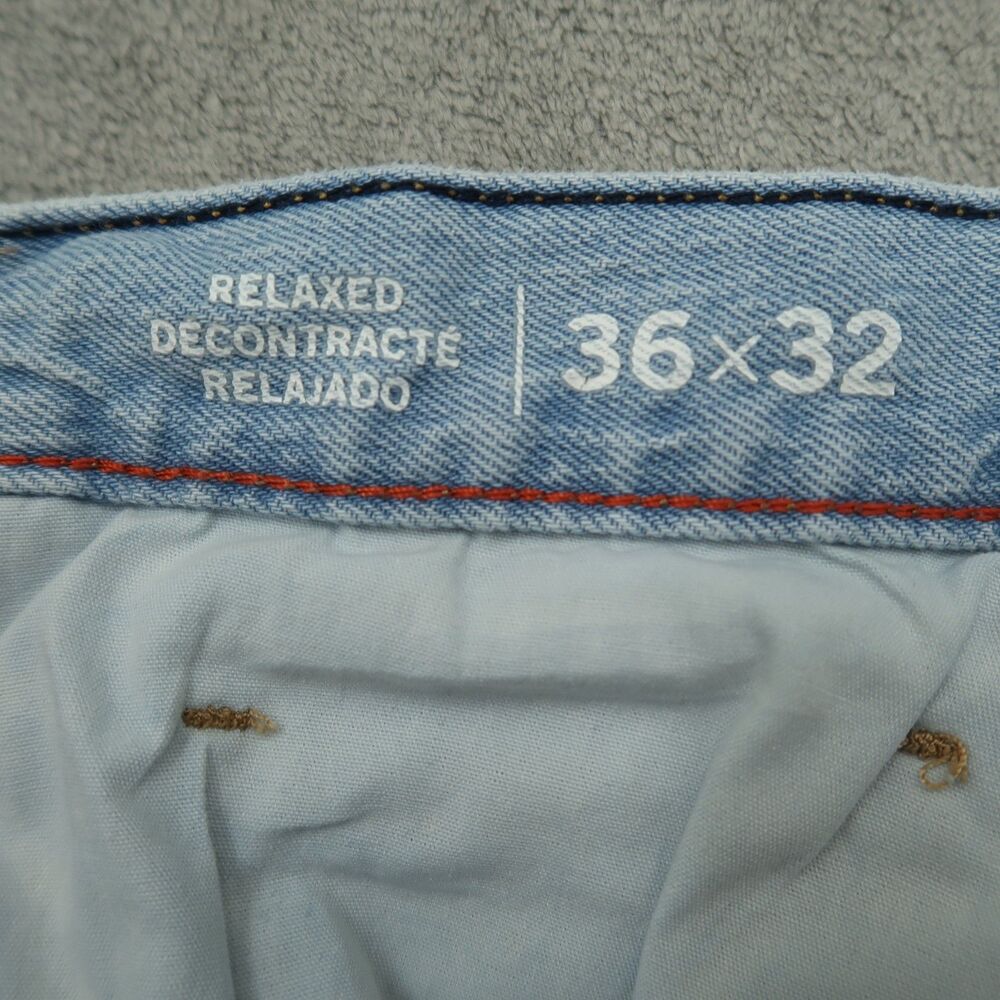 RELAXED
DÉCONTRACTÉ
RELAJADO
36×32